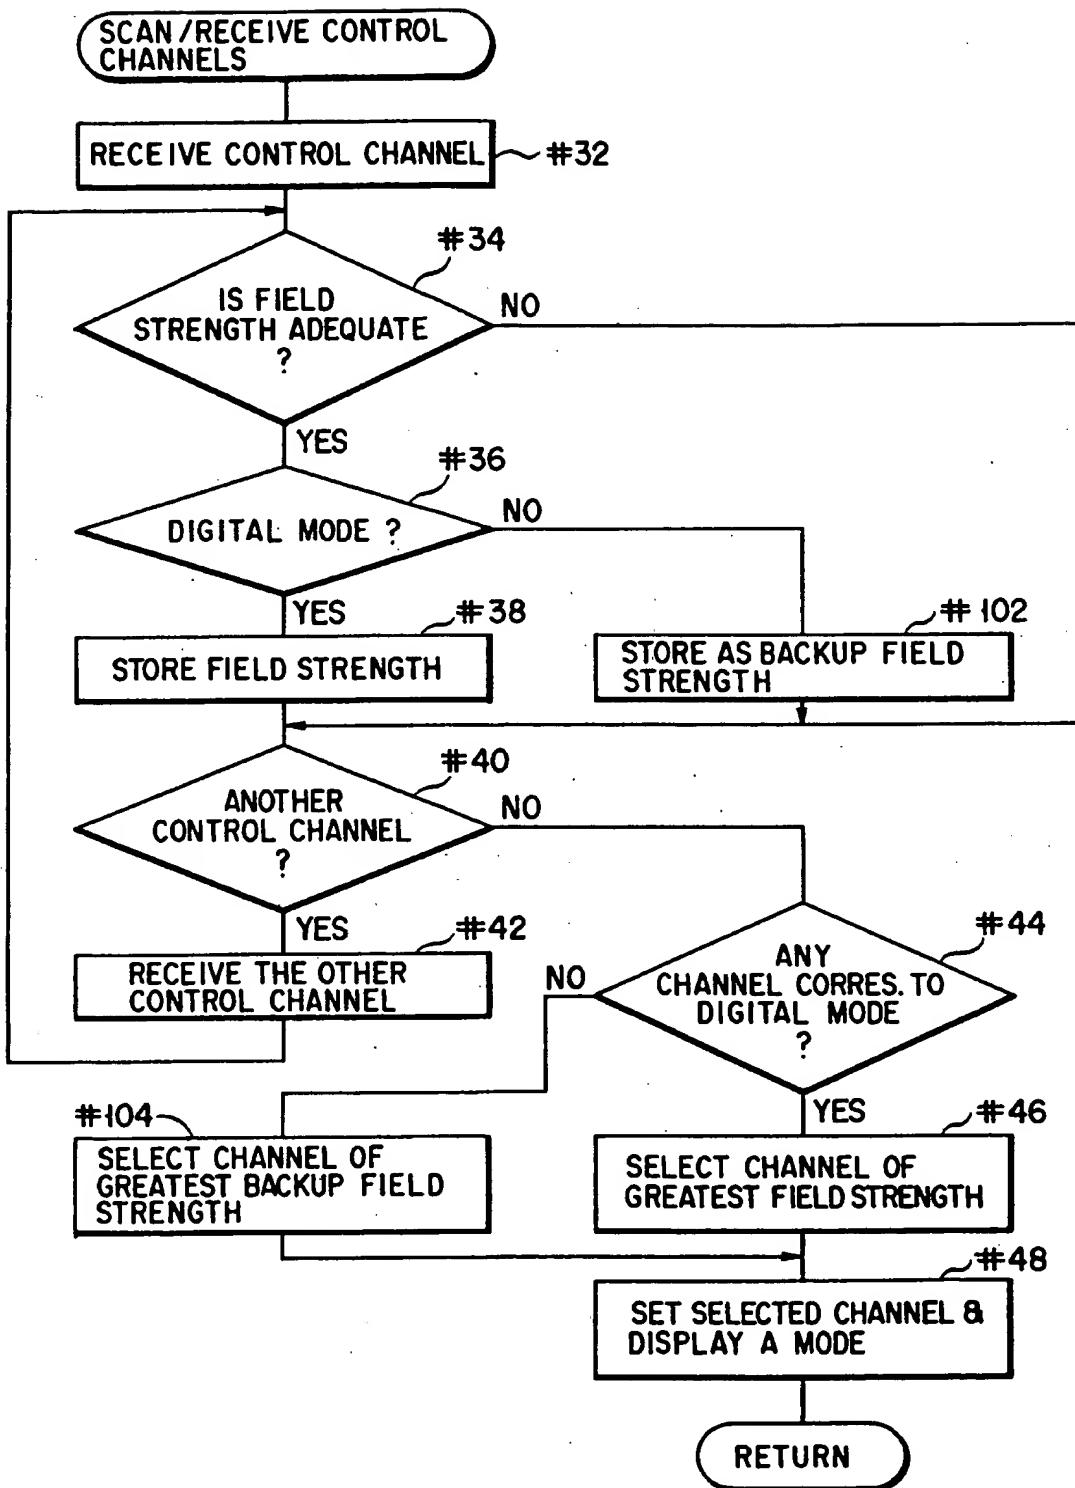 SCAN/RECEIVE CONTROL
CHANNELS
RECEIVE CONTROL CHANNEL
#32
#34
IS FIELD
STRENGTH ADEQUATE
?
NO
YES
#36
DIGITAL MODE ?
NO
YES
#38
STORE FIELD STRENGTH
#102
STORE AS BACKUP FIELD
STRENGTH
#40
ANOTHER
CONTROL CHANNEL
?
NO
YES
#42
RECEIVE THE OTHER
CONTROL CHANNEL
#44
ANY
CHANNEL CORRES. TO
DIGITAL MODE
?
NO
YES
#104
SELECT CHANNEL OF
GREATEST BACKUP FIELD
STRENGTH
#46
SELECT CHANNEL OF
GREATEST FIELD STRENGTH
#48
SET SELECTED CHANNEL &
DISPLAY A MODE
RETURN